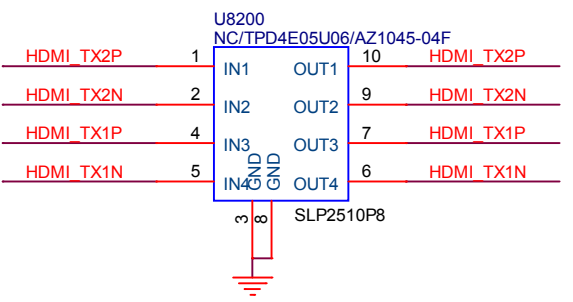 U8200
NC/TPD4E05U06/AZ1045-04F
HDMI_TX2P 1 IN1 OUT1 10 HDMI_TX2P
HDMI_TX2N 2 IN2 OUT2 9 HDMI_TX2N
HDMI_TX1P 4 IN3 OUT3 7 HDMI_TX1P
HDMI_TX1N 5 IN4 GND GND OUT4 6 HDMI_TX1N
3 8 SLP2510P8